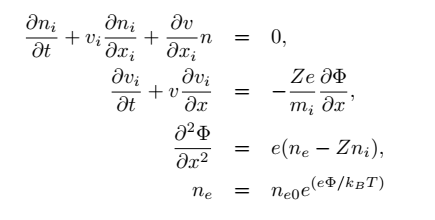 ∂n_i/∂t + v_i ∂n_i/∂x_i + ∂v/∂x_i n = 0,
∂v_i/∂t + v ∂v_i/∂x = −Ze/m_i ∂Φ/∂x,
∂²Φ/∂x² = e(n_e − Zn_i),
n_e = n_{e0}e^{(eΦ/k_BT)}